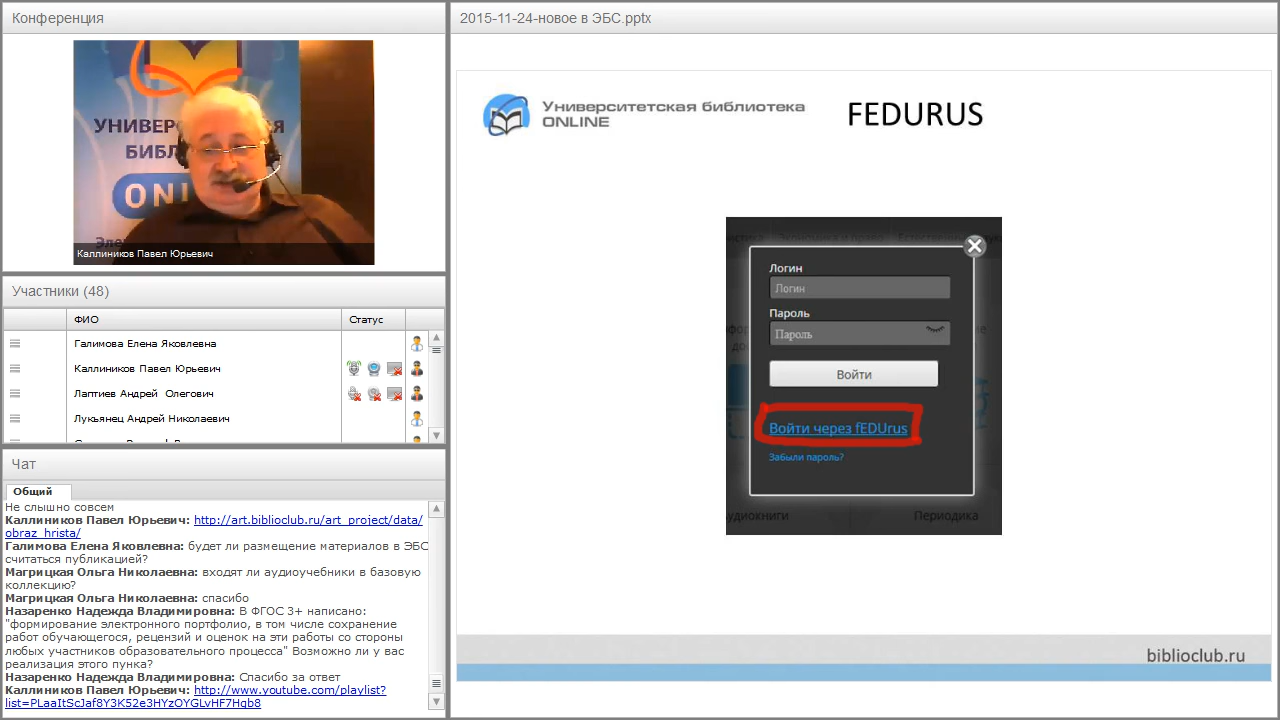 Конференция
УНИВЕР
БИБЛ
ONLI
Каллиников Павел Юрьевич
Участники (48)
ФИО
Статус
Галимова Елена Яковлевна
Каллиников Павел Юрьевич
Лаптиев Андрей Олегович
Лукьянец Андрей Николаевич
Чат
Общий
Не слышно совсем
Каллиников Павел Юрьевич: http://art.biblioclub.ru/art_project/data/
obraz_hrista/
Галимова Елена Яковлевна: будет ли размещение материалов в ЭБС
считаться публикацией?
Магрицкая Ольга Николаевна: входят ли аудиоучебники в базовую
коллекцию?
Магрицкая Ольга Николаевна: спасибо
Назаренко Надежда Владимировна: В ФГОС 3+ написано:
"формирование электронного портфолио, в том числе сохранение
работ обучающегося, рецензий и оценок на эти работы со стороны
любых участников образовательного процесса" Возможно ли у вас
реализация этого пунка?
Назаренко Надежда Владимировна: Спасибо за ответ
Каллиников Павел Юрьевич: http://www.youtube.com/playlist?
list=PLaaItScJaf8Y3K52e3HYzOYGLvHF7Hqb8
2015-11-24-новое в ЭБС.pptx
Университетская библиотека
ONLINE
FEDURUS
Логин
Логин
Пароль
Пароль
Войти
Войти через fEDUrus
Забыли пароль?
удиокниги
Периодика
biblioclub.ru